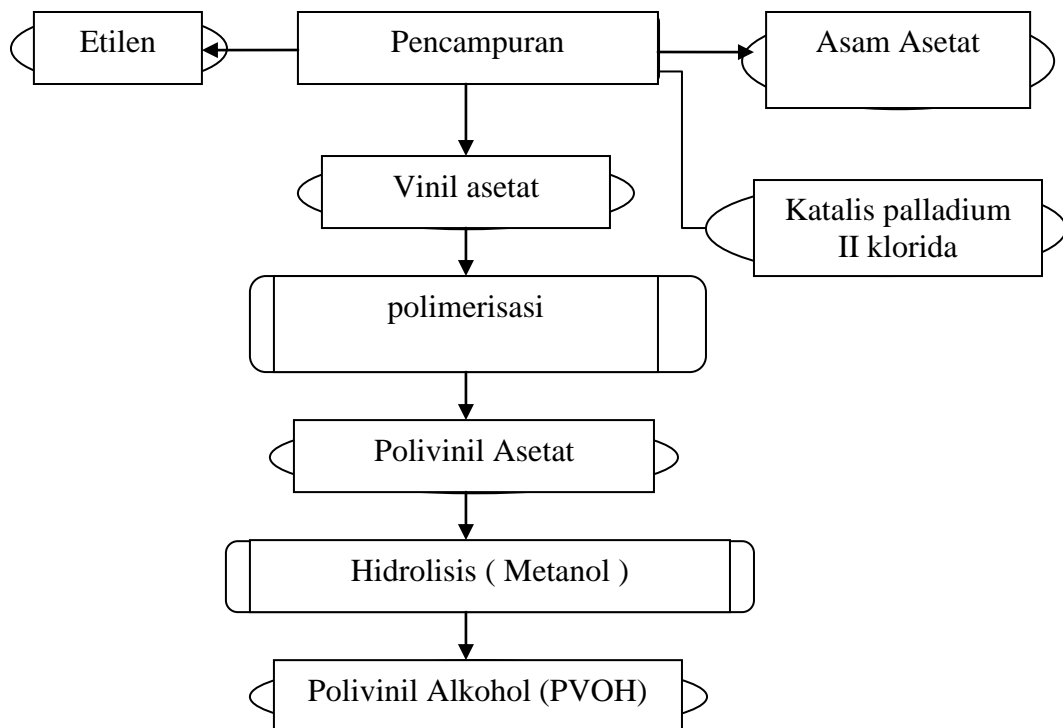 Etilen
Pencampuran
Asam Asetat
Vinil asetat
Katalis palladium
II klorida
polimerisasi
Polivinil Asetat
Hidrolisis ( Metanol )
Polivinil Alkohol (PVOH)